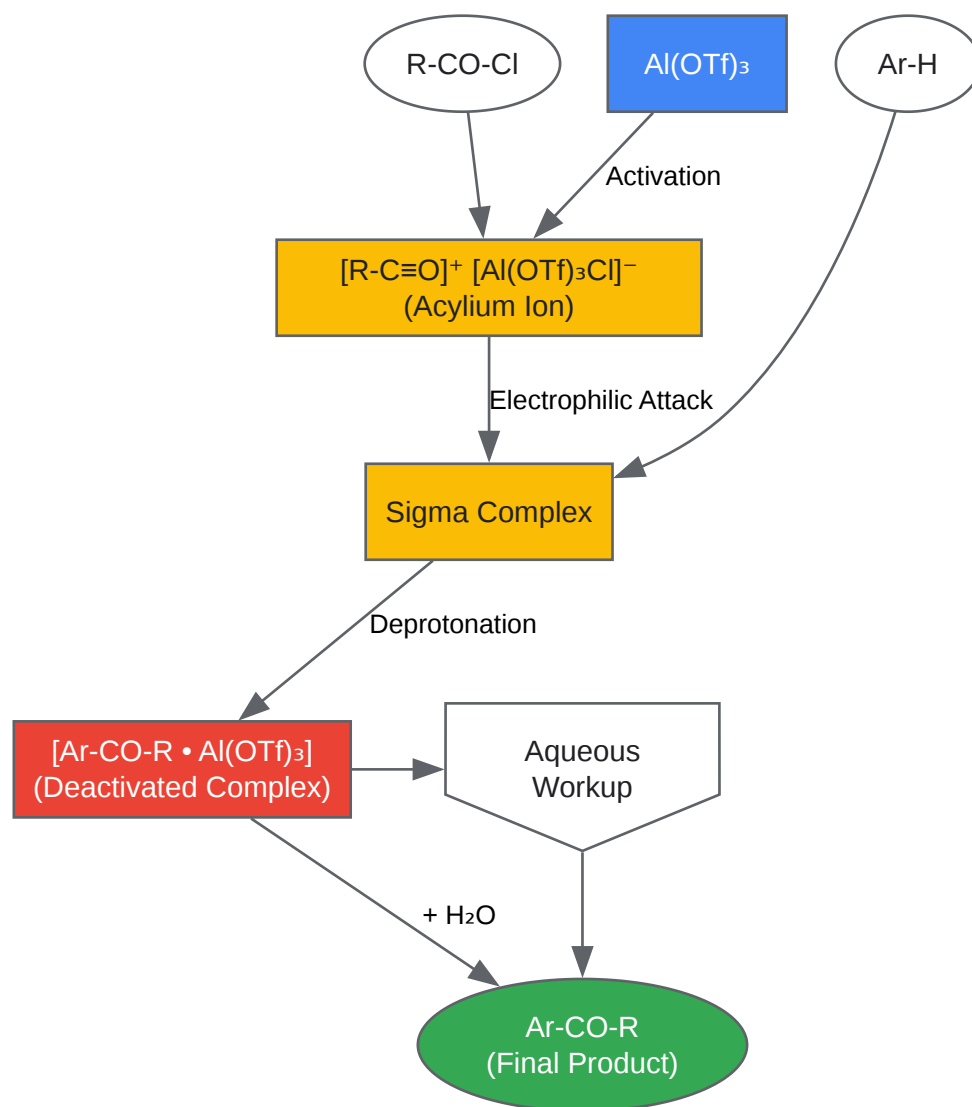 R-CO-Cl
Al(OTf)₃
Ar-H
Activation
[R-C≡O]⁺ [Al(OTf)₃Cl]⁻
(Acylium Ion)
Electrophilic Attack
Sigma Complex
Deprotonation
[Ar-CO-R • Al(OTf)₃]
(Deactivated Complex)
Aqueous
Workup
+ H₂O
Ar-CO-R
(Final Product)